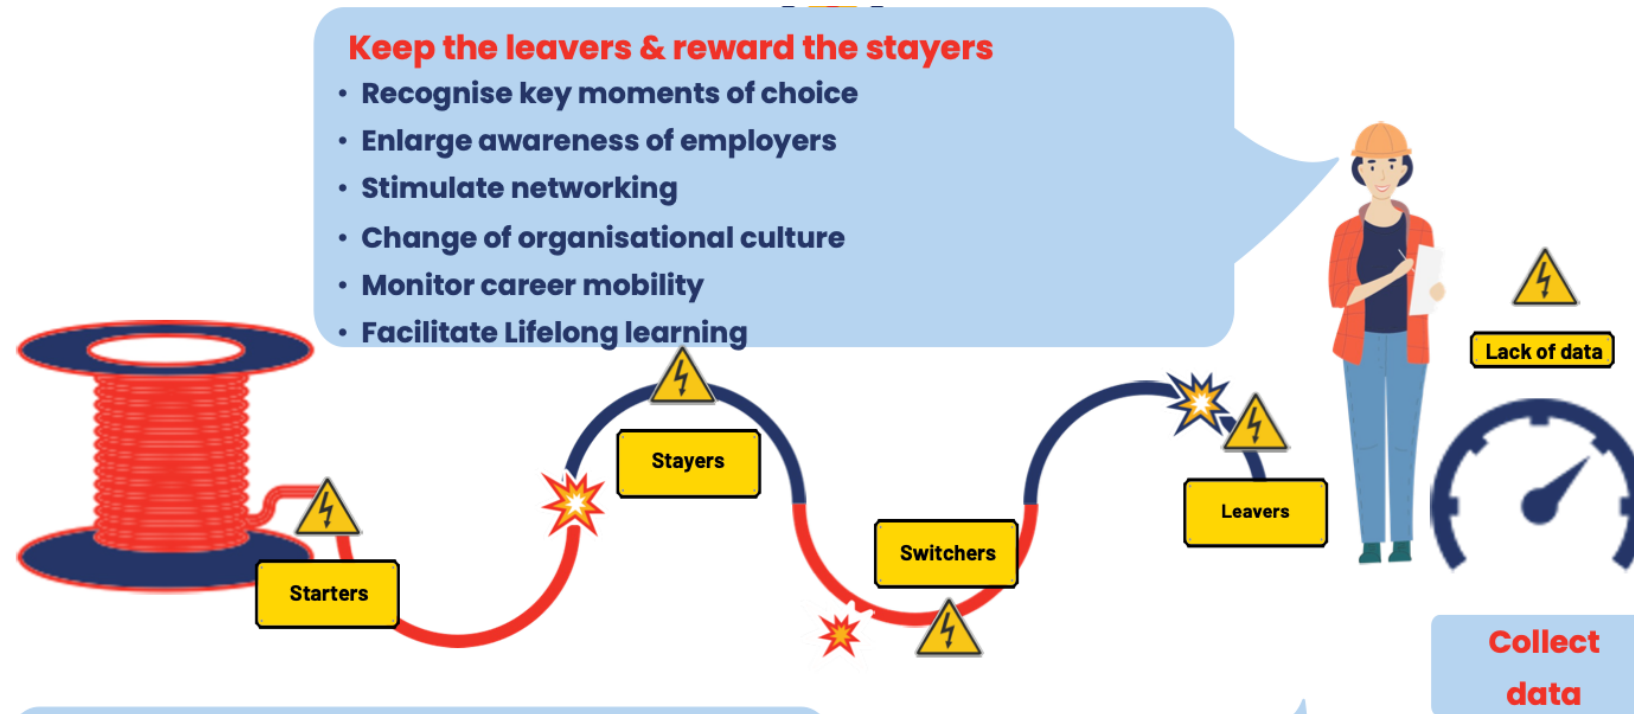 Keep the leavers & reward the stayers
• Recognise key moments of choice
• Enlarge awareness of employers
• Stimulate networking
• Change of organisational culture
• Monitor career mobility
• Facilitate Lifelong learning
Lack of data
Stayers
Leavers
Switchers
Starters
Collect
data